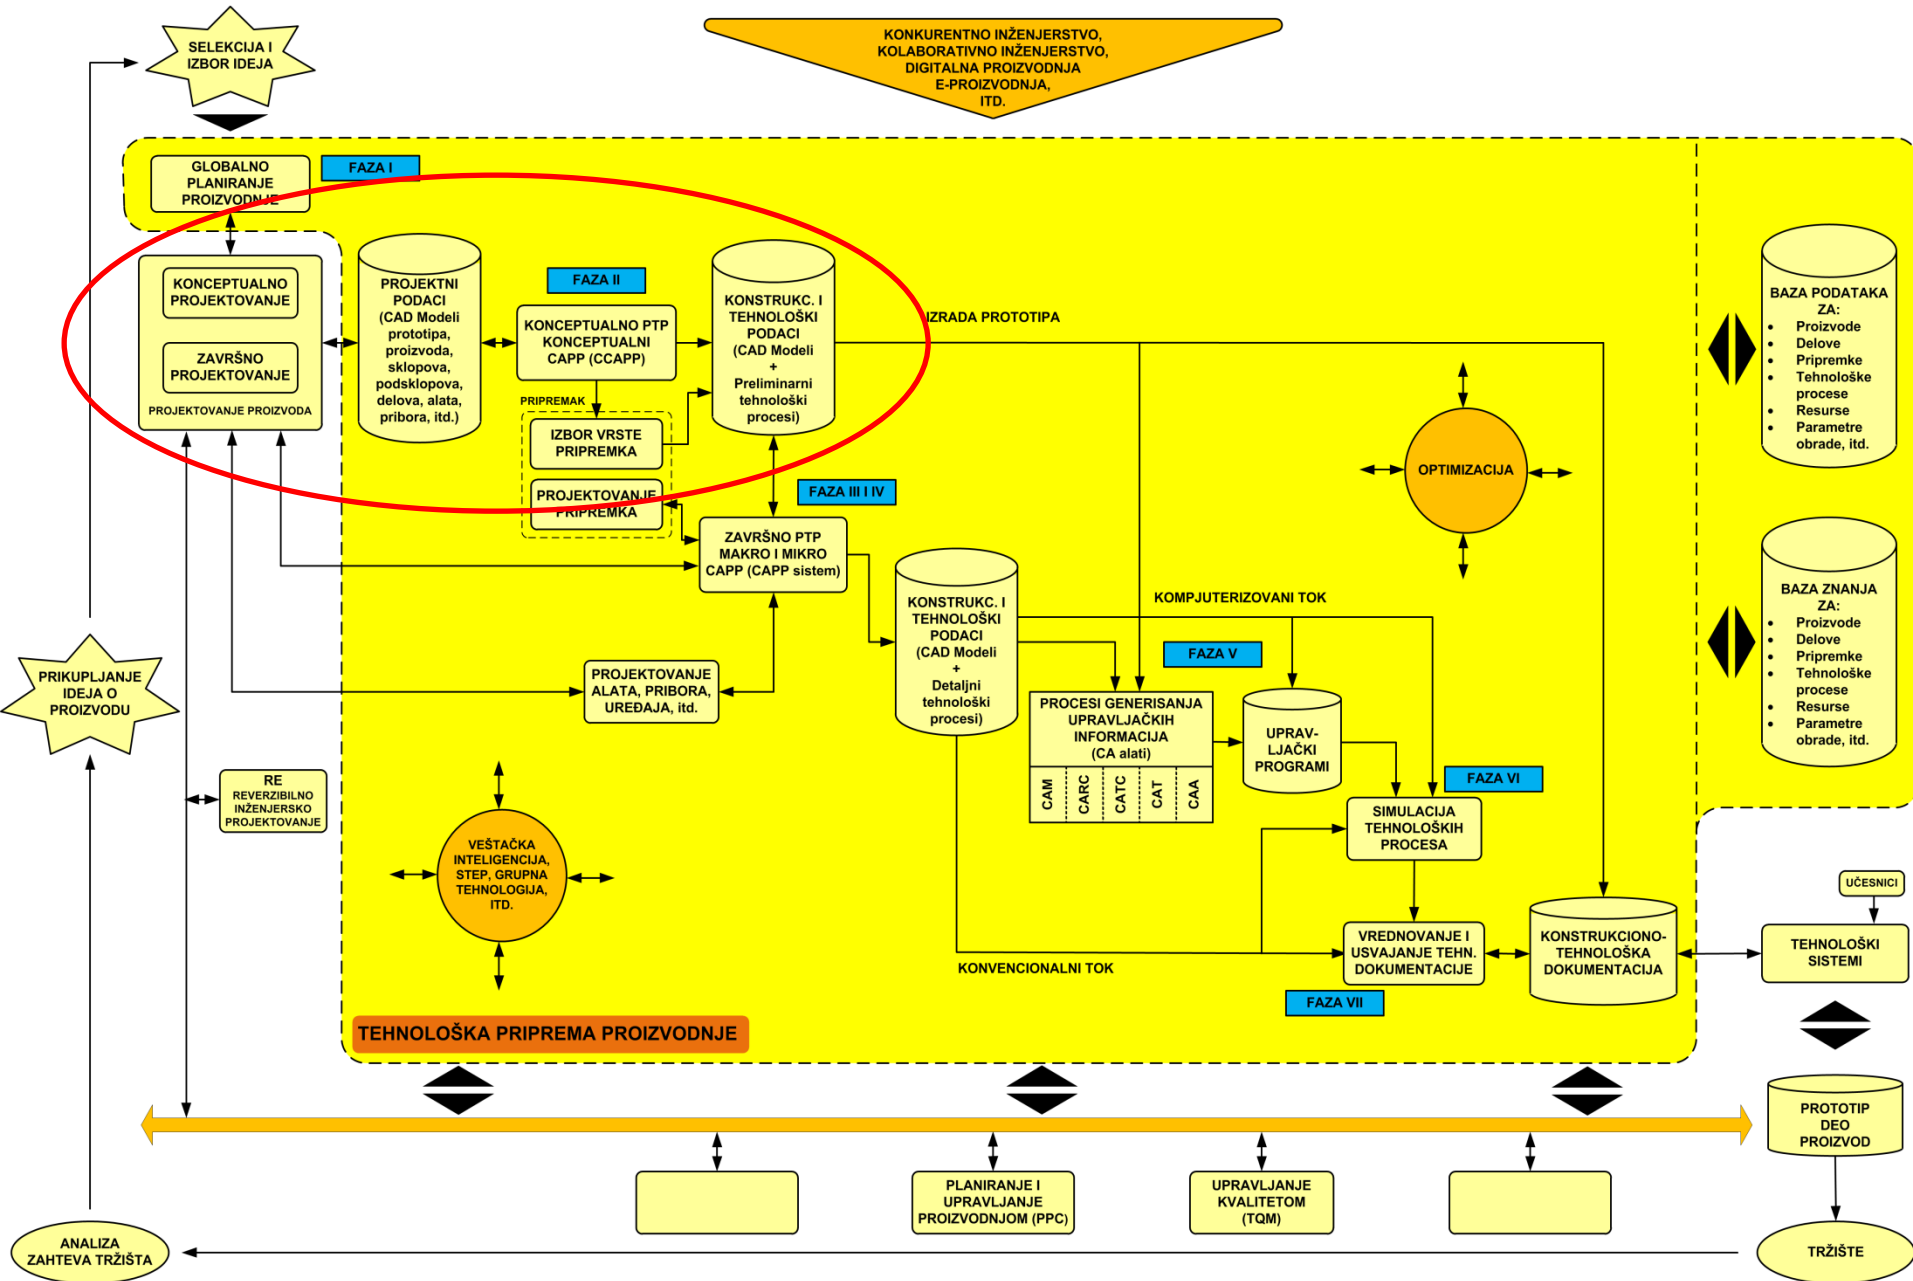 SELEKCIJA I
IZBOR IDEJA
KONKURENTNO INŽENJERSTVO,
KOLABORATIVNO INŽENJERSTVO,
DIGITALNA PROIZVODNJA
E-PROIZVODNJA,
ITD.
GLOBALNO
PLANIRANJE
PROIZVODNJE
FAZA I
KONCEPTUALNO
PROJEKTOVANJE
ZAVRŠNO
PROJEKTOVANJE
PROJEKTOVANJE PROIZVODA
PROJEKTNI
PODACI
(CAD Modeli
prototipa,
proizvoda,
sklopova,
podsklopova,
delova, alata,
pribora, itd.)
FAZA II
KONCEPTUALNO PTP
KONCEPTUALNI
CAPP (CCAPP)
PRIPREMAK
IZBOR VRSTE
PRIPREMKA
PROJEKTOVANJE
PRIPREMKA
KONSTRUKC. I
TEHNOLOŠKI
PODACI
(CAD Modeli
+
Preliminarni
tehnološki
procesi)
IZRADA PROTOTIPA
FAZA III I IV
ZAVRŠNO PTP
MAKRO I MIKRO
CAPP (CAPP sistem)
OPTIMIZACIJA
BAZA PODATAKA
ZA:
• Proizvode
• Delove
• Pripremke
• Tehnološke
procese
• Resurse
• Parametre
obrade, itd.
BAZA ZNANJA
ZA:
• Proizvode
• Delove
• Pripremke
• Tehnološke
procese
• Resurse
• Parametre
obrade, itd.
KONSTRUKC. I
TEHNOLOŠKI
PODACI
(CAD Modeli
+
Detaljni
tehnološki
procesi)
KOMPJUTERIZOVANI TOK
FAZA V
PROJEKTOVANJE
ALATA, PRIBORA,
UREĐAJA, itd.
PRIKUPLJANJE
IDEJA O
PROIZVODU
PROCESI GENERISANJA
UPRAVLJAČKIH
INFORMACIJA
(CA alati)
CAM
CARC
CATC
CAT
CAA
UPRAV-
LJAČKI
PROGRAMI
FAZA VI
SIMULACIJA
TEHNOLOŠKIH
PROCESA
RE
REVERZIBILNO
INŽENJERSKO
PROJEKTOVANJE
VEŠTAČKA
INTELIGENCIJA,
STEP, GRUPNA
TEHNOLOGIJA,
ITD.
KONVENCIONALNI TOK
VREDNOVANJE I
USVAJANJE TEHN.
DOKUMENTACIJE
FAZA VII
KONSTRUKCIONO-
TEHNOLOŠKA
DOKUMENTACIJA
UČESNICI
TEHNOLOŠKI
SISTEMI
TEHNOLOŠKA PRIPREMA PROIZVODNJE
PROTOTIP
DEO
PROIZVOD
PLANIRANJE I
UPRAVLJANJE
PROIZVODNJOM (PPC)
UPRAVLJANJE
KVALITETOM
(TQM)
ANALIZA
ZAHTEVA TRŽIŠTA
TRŽIŠTE